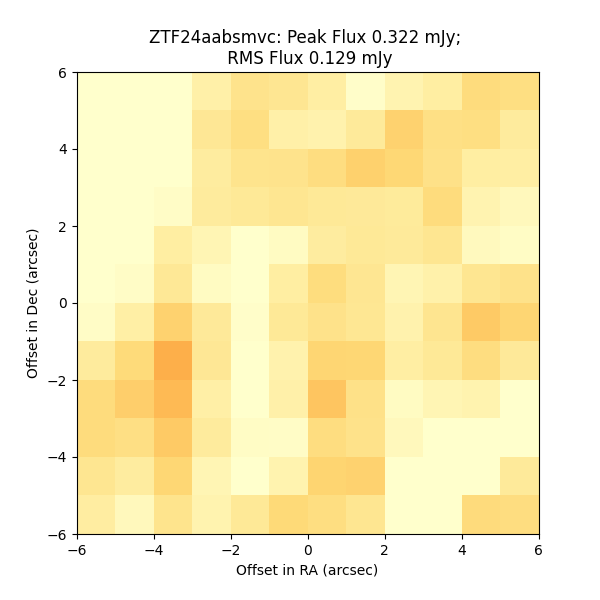 ZTF24aabsmvc: Peak Flux 0.322 mJy;
RMS Flux 0.129 mJy
6
4
2
0
−2
−4
−6
Offset in Dec (arcsec)
−6 −4 −2 0 2 4 6
Offset in RA (arcsec)